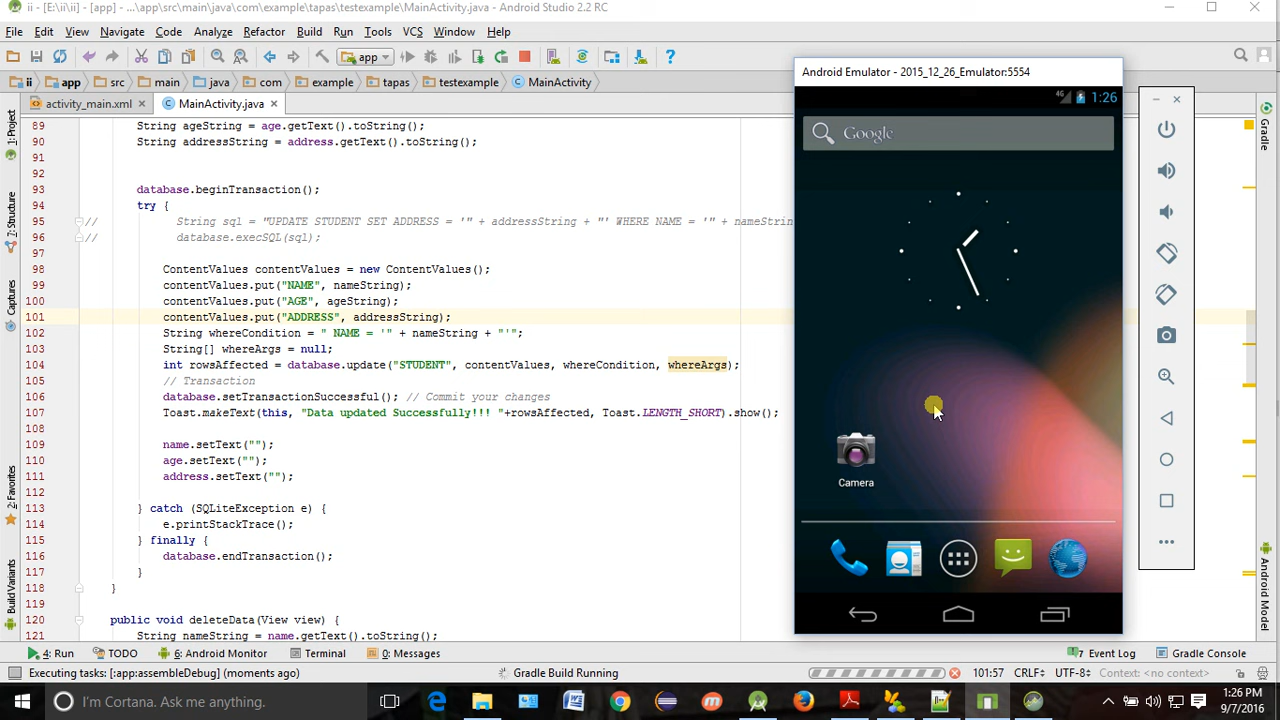 ii - [E:\ii\ii] - [app] - ...\app\src\main\java\com\example\tapas\testexample\MainActivity.java - Android Studio 2.2 RC
File Edit View Navigate Code Analyze Refactor Build Run Tools VCS Window Help
app
ii app src main java com example tapas testexample MainActivity
activity_main.xml MainActivity.java
1: Project
7: Structure
Captures
2: Favorites
Build Variants
89 String ageString = age.getText().toString();
90 String addressString = address.getText().toString();
91
92
93 database.beginTransaction();
94 try {
95 // String sql = "UPDATE STUDENT SET ADDRESS = '" + addressString + "' WHERE NAME = '" + nameStrin
96 // database.execSQL(sql);
97
98 ContentValues contentValues = new ContentValues();
99 contentValues.put("NAME", nameString);
100 contentValues.put("AGE", ageString);
101 contentValues.put("ADDRESS", addressString);
102 String whereCondition = " NAME = '" + nameString + "'";
103 String[] whereArgs = null;
104 int rowsAffected = database.update("STUDENT", contentValues, whereCondition, whereArgs);
105 // Transaction
106 database.setTransactionSuccessful(); // Commit your changes
107 Toast.makeText(this, "Data updated Successfully!!! "+rowsAffected, Toast.LENGTH_SHORT).show();
108
109 name.setText("");
110 age.setText("");
111 address.setText("");
112
113 } catch (SQLiteException e) {
114 e.printStackTrace();
115 } finally {
116 database.endTransaction();
117 }
118 }
119
120 public void deleteData(View view) {
121 String nameString = name.getText().toString();
Android Emulator - 2015_12_26_Emulator:5554
4G 1:26
Google
Camera
Gradle
Android Model
4: Run TODO 6: Android Monitor Terminal 0: Messages 7 Event Log Gradle Console
Executing tasks: [:app:assembleDebug] (moments ago) Gradle Build Running 101:57 CRLF÷ UTF-8÷ Context: <no context>
I'm Cortana. Ask me anything.
1:26 PM
9/7/2016